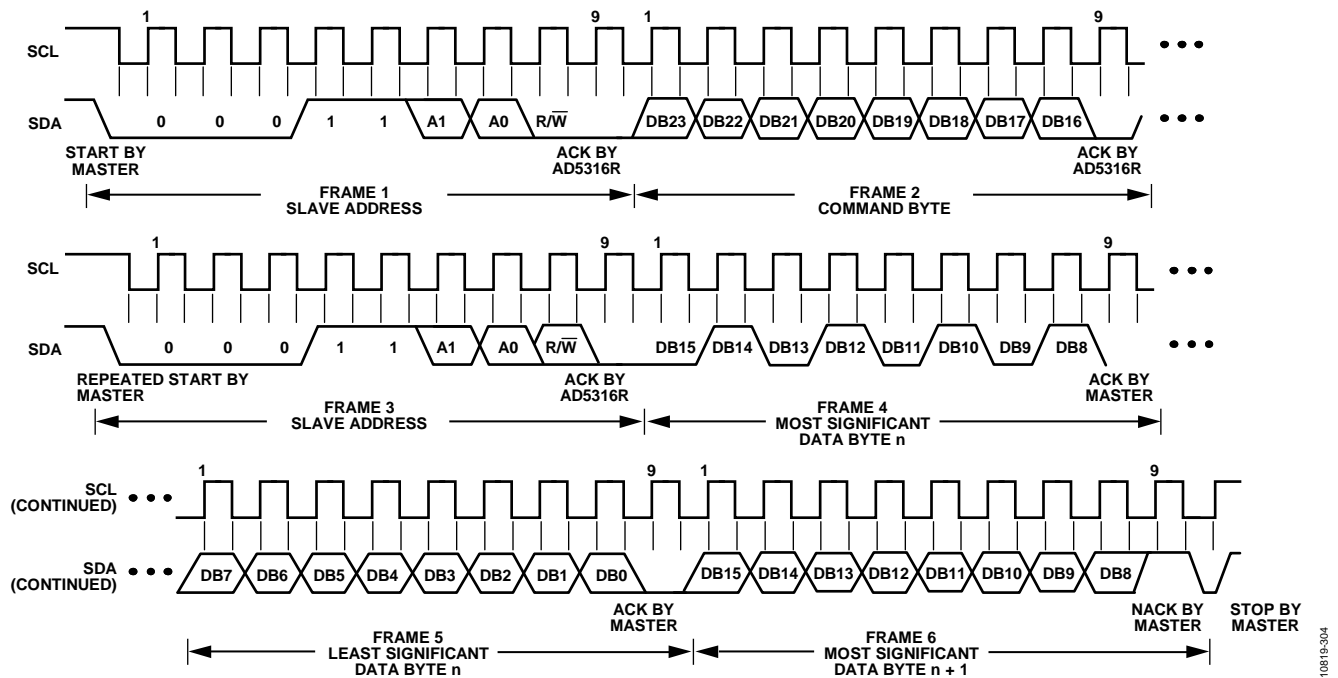 1 9 1 9
SCL
SDA 0 0 0 1 1 A1 A0 R/W̅ DB23 DB22 DB21 DB20 DB19 DB18 DB17 DB16
START BY MASTER
ACK BY AD5316R
ACK BY AD5316R
FRAME 1
SLAVE ADDRESS
FRAME 2
COMMAND BYTE
1 9 1 9
SCL
SDA 0 0 0 1 1 A1 A0 R/W̅ DB15 DB14 DB13 DB12 DB11 DB10 DB9 DB8
REPEATED START BY MASTER
ACK BY AD5316R
ACK BY MASTER
FRAME 3
SLAVE ADDRESS
FRAME 4
MOST SIGNIFICANT
DATA BYTE n
1 9 1 9
SCL
(CONTINUED)
SDA
(CONTINUED)
DB7 DB6 DB5 DB4 DB3 DB2 DB1 DB0 DB15 DB14 DB13 DB12 DB11 DB10 DB9 DB8
ACK BY MASTER
NACK BY MASTER
STOP BY MASTER
FRAME 5
LEAST SIGNIFICANT
DATA BYTE n
FRAME 6
MOST SIGNIFICANT
DATA BYTE n + 1
10819-304